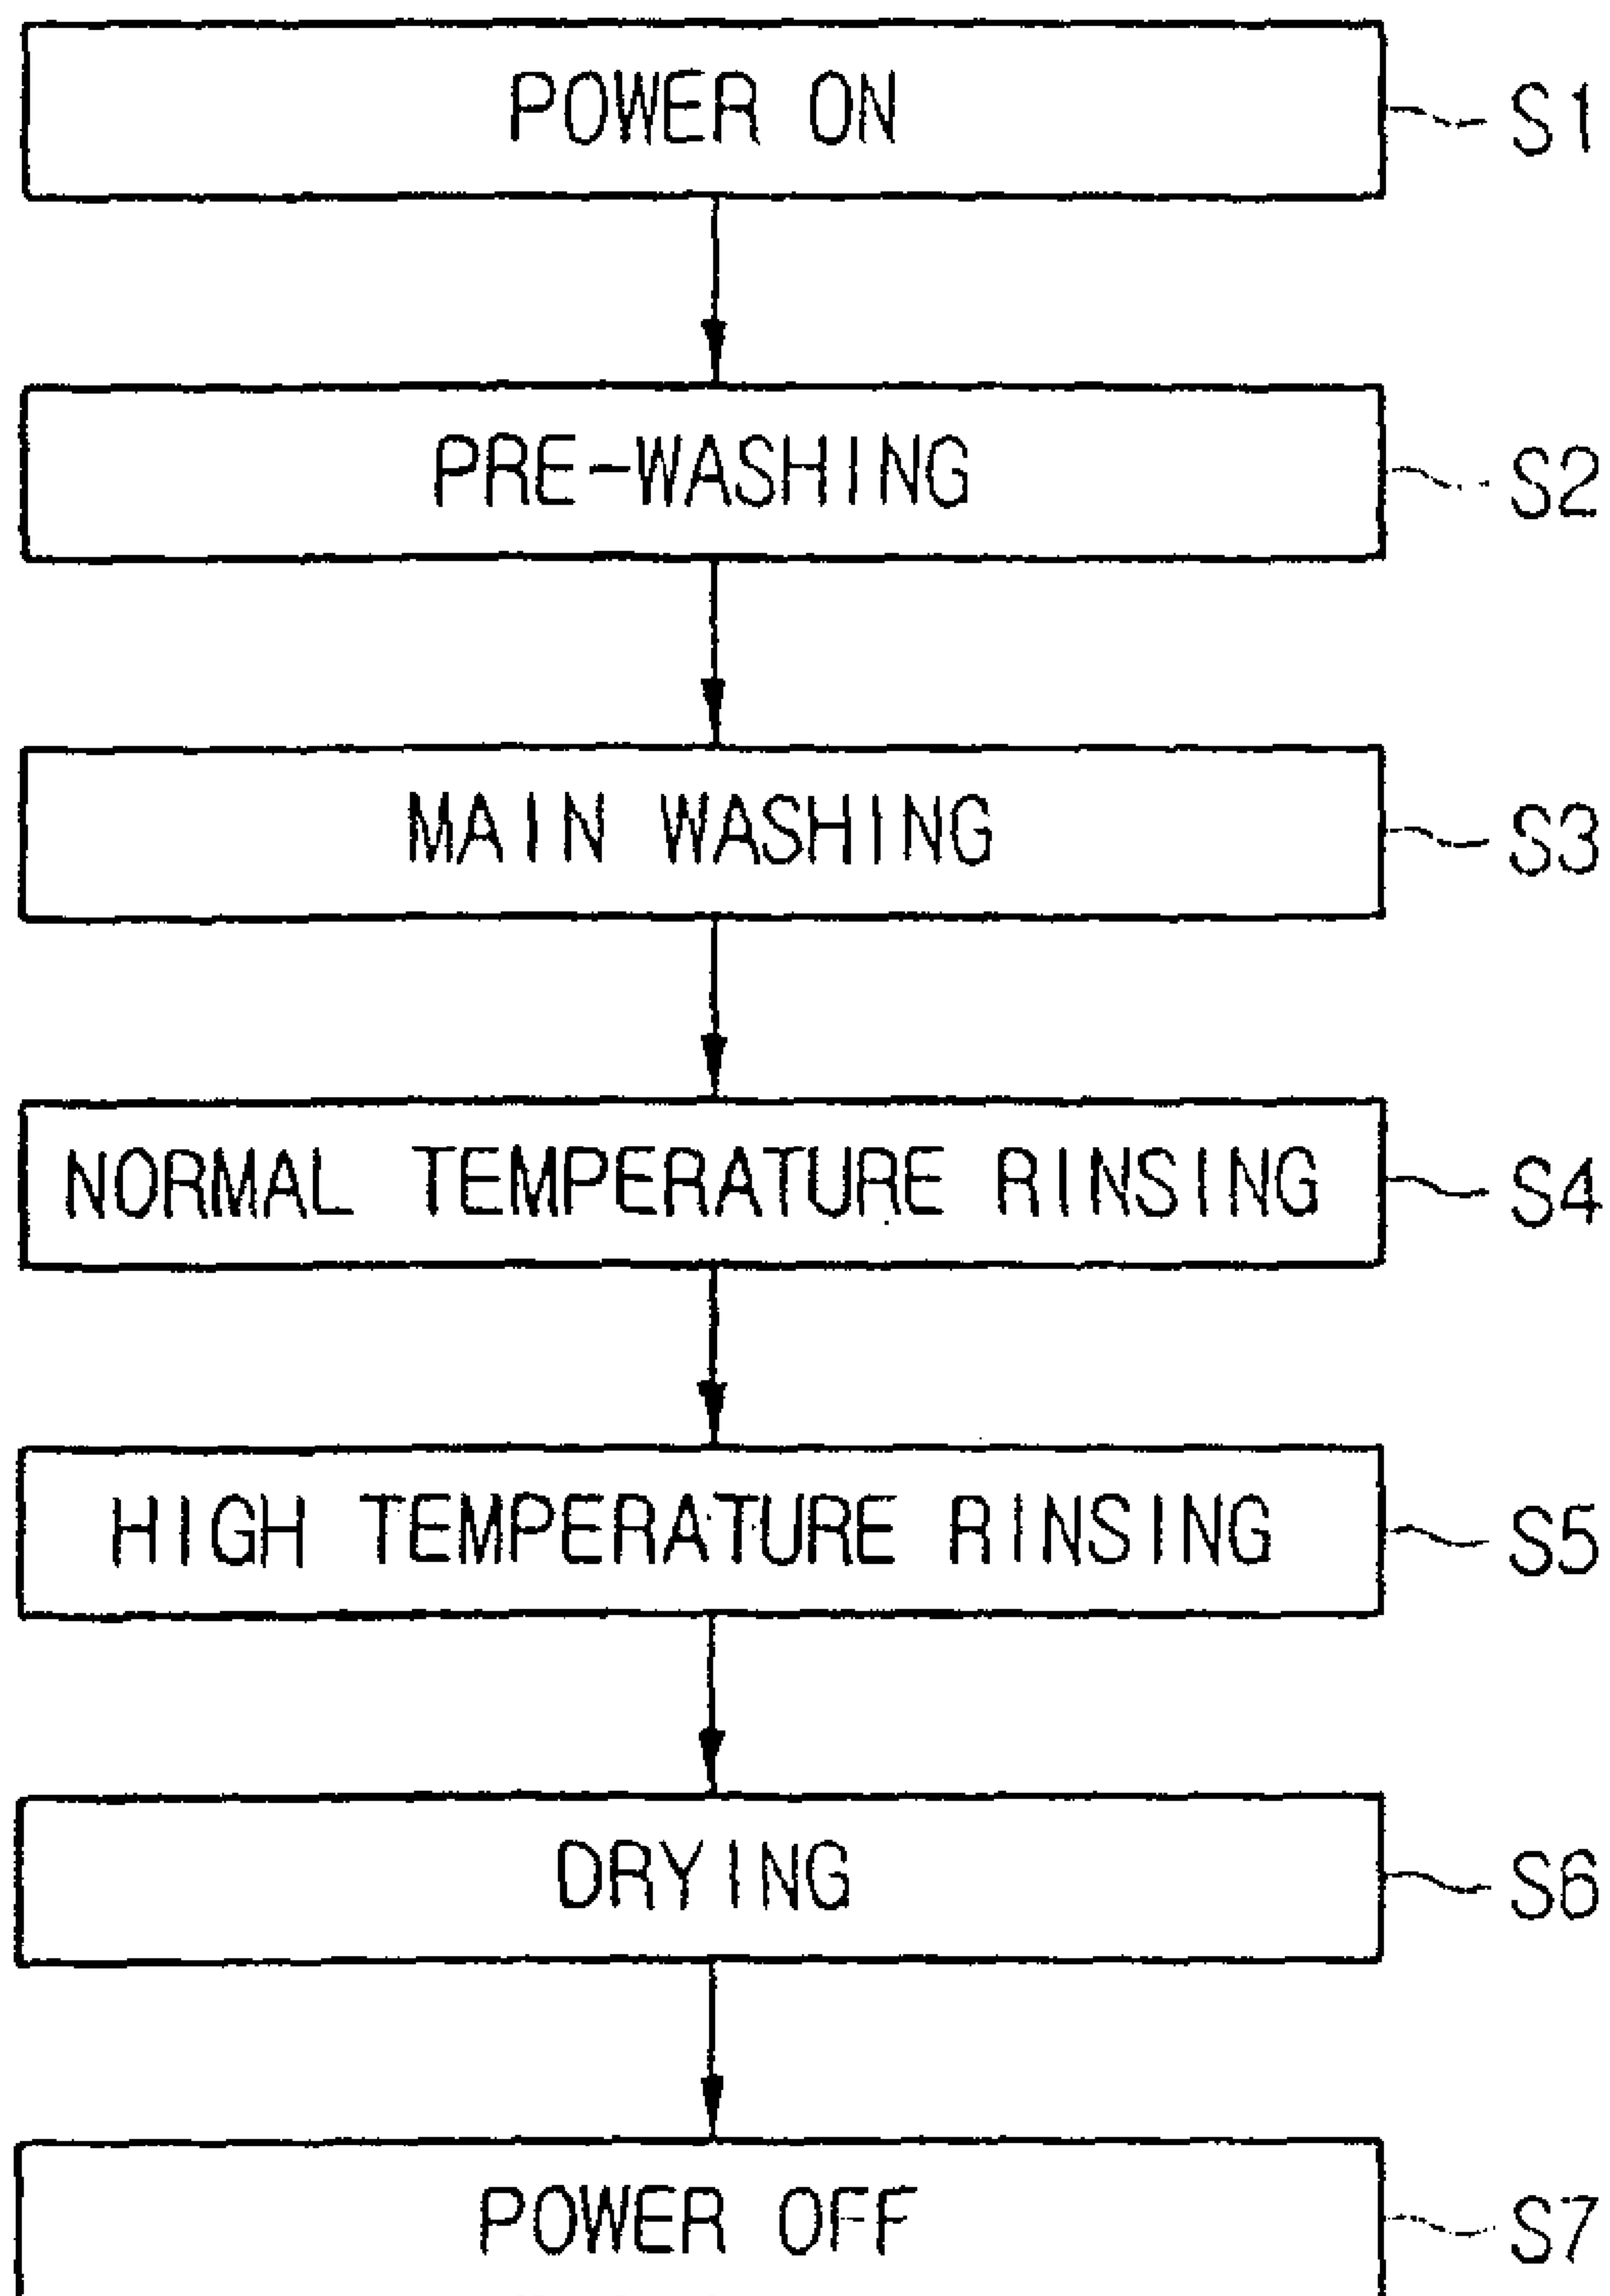 POWER ON S1
PRE-WASHING S2
MAIN WASHING S3
NORMAL TEMPERATURE RINSING S4
HIGH TEMPERATURE RINSING S5
DRYING S6
POWER OFF S7